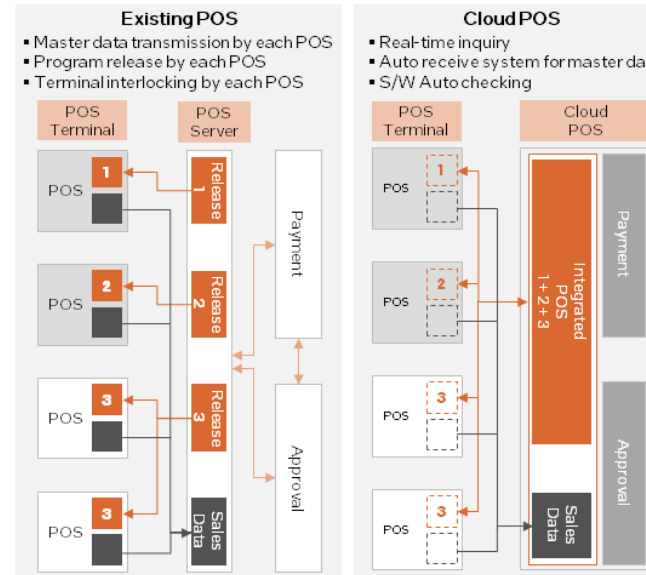 Existing POS
▪ Master data transmission by each POS
▪ Program release by each POS
▪ Terminal interlocking by each POS
POS
Terminal
POS
Server
POS
1
Release
1
POS
2
Release
2
POS
3
Release
3
POS
3
Sales
Data
Payment
Approval
Cloud POS
▪ Real-time inquiry
▪ Auto receive system for master da
▪ S/W Auto checking
POS
Terminal
Cloud
POS
POS
1
POS
2
POS
3
POS
3
Integrated
POS
1 + 2 + 3
Sales
Data
Payment
Approval